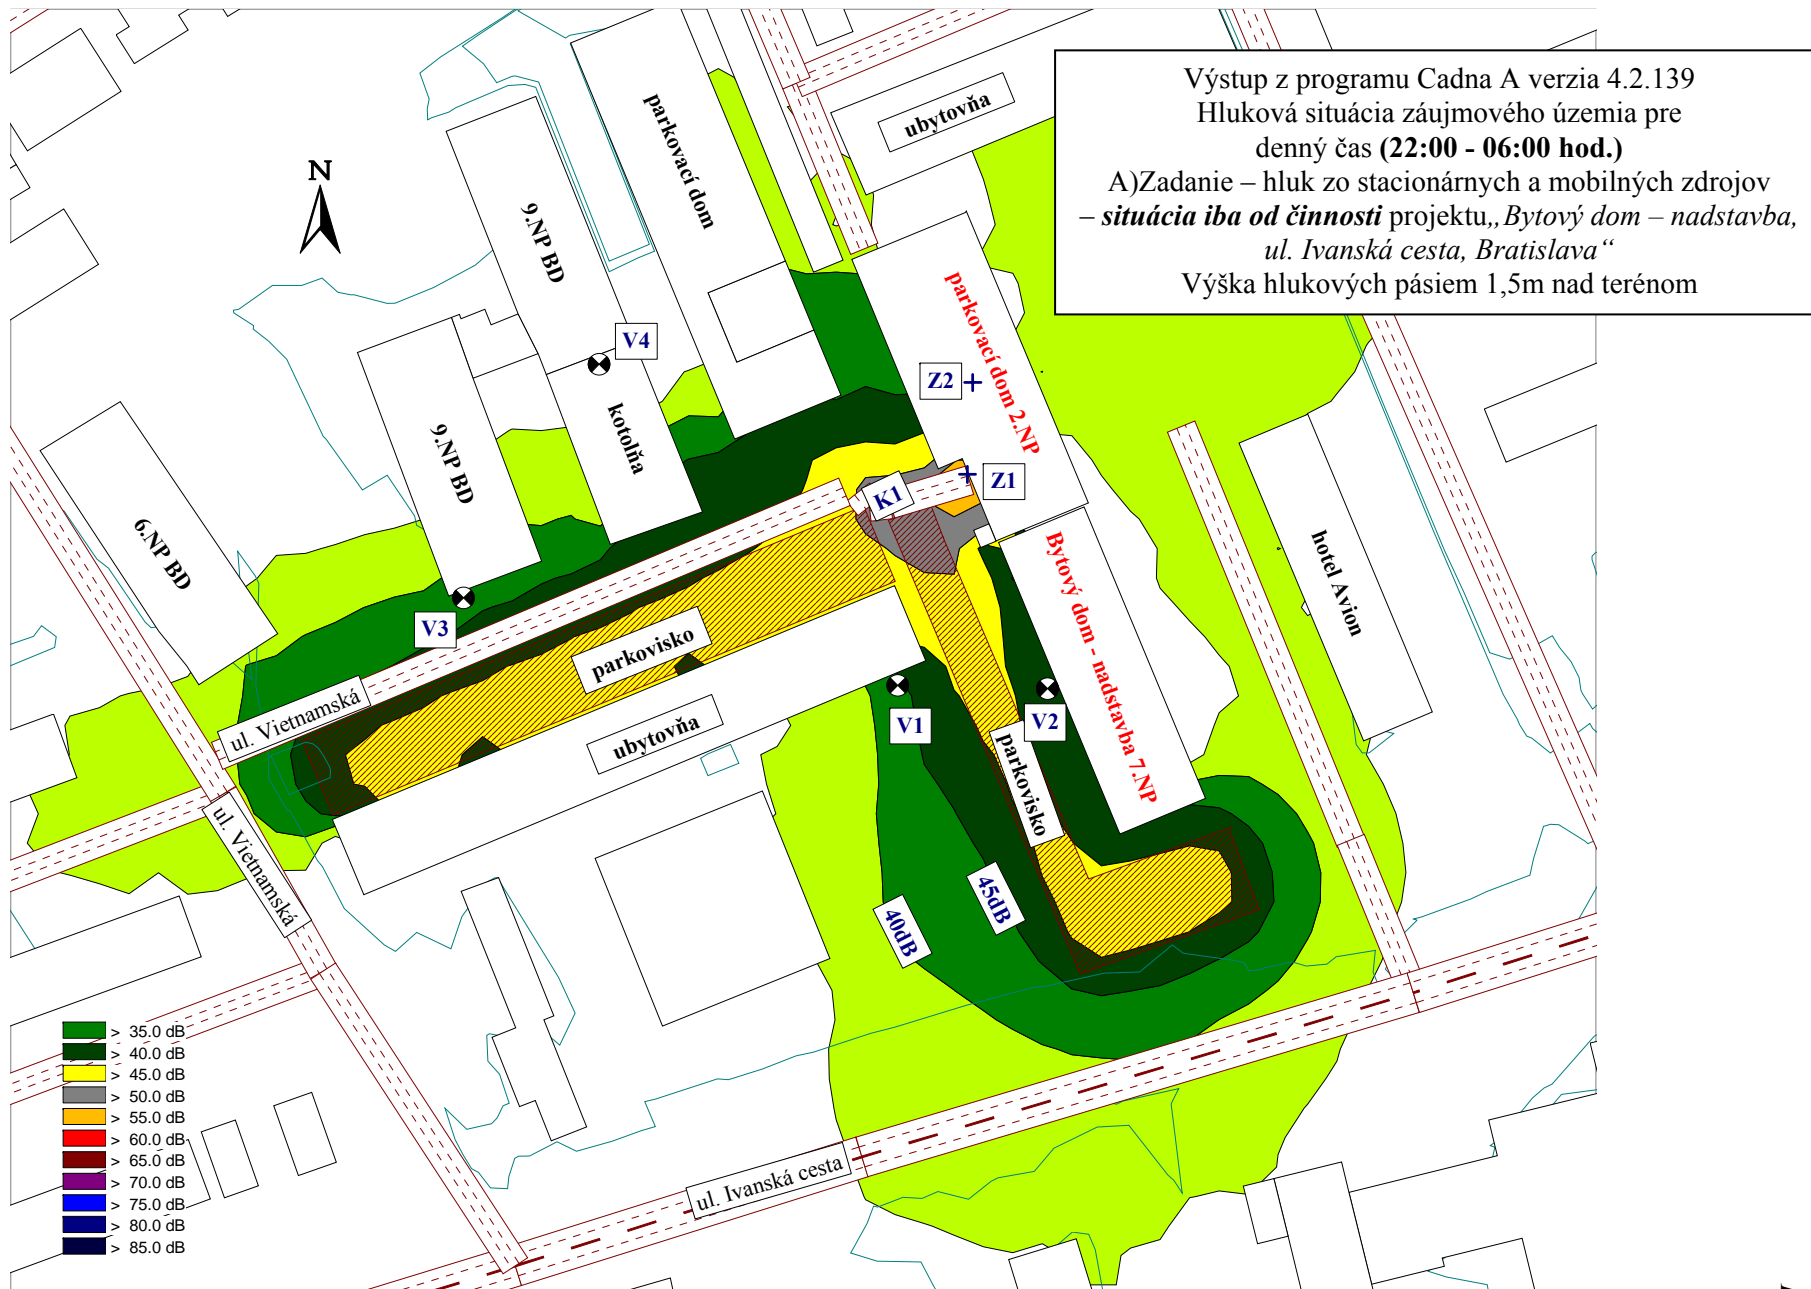 Výstup z programu Cadna A verzia 4.2.139
Hluková situácia záujmového územia pre
denný čas (22:00 - 06:00 hod.)
A)Zadanie – hluk zo stacionárnych a mobilných zdrojov
– situácia iba od činnosti projektu,,Bytový dom – nadstavba,
ul. Ivanská cesta, Bratislava“
Výška hlukových pásiem 1,5m nad terénom
N
parkovací dom
ubytovňa
9.NP BD
V4
parkovací dom 2.NP
Z2
9.NP BD
kotolňa
Z1
K1
6.NP BD
hotel Avion
Bytový dom - nadstavba 7.NP
V3
parkovisko
ul. Vietnamská
ubytovňa
V1
V2
parkovisko
ul. Vietnamská
45dB
40dB
ul. Ivanská cesta
> 35.0 dB
> 40.0 dB
> 45.0 dB
> 50.0 dB
> 55.0 dB
> 60.0 dB
> 65.0 dB
> 70.0 dB
> 75.0 dB
> 80.0 dB
> 85.0 dB